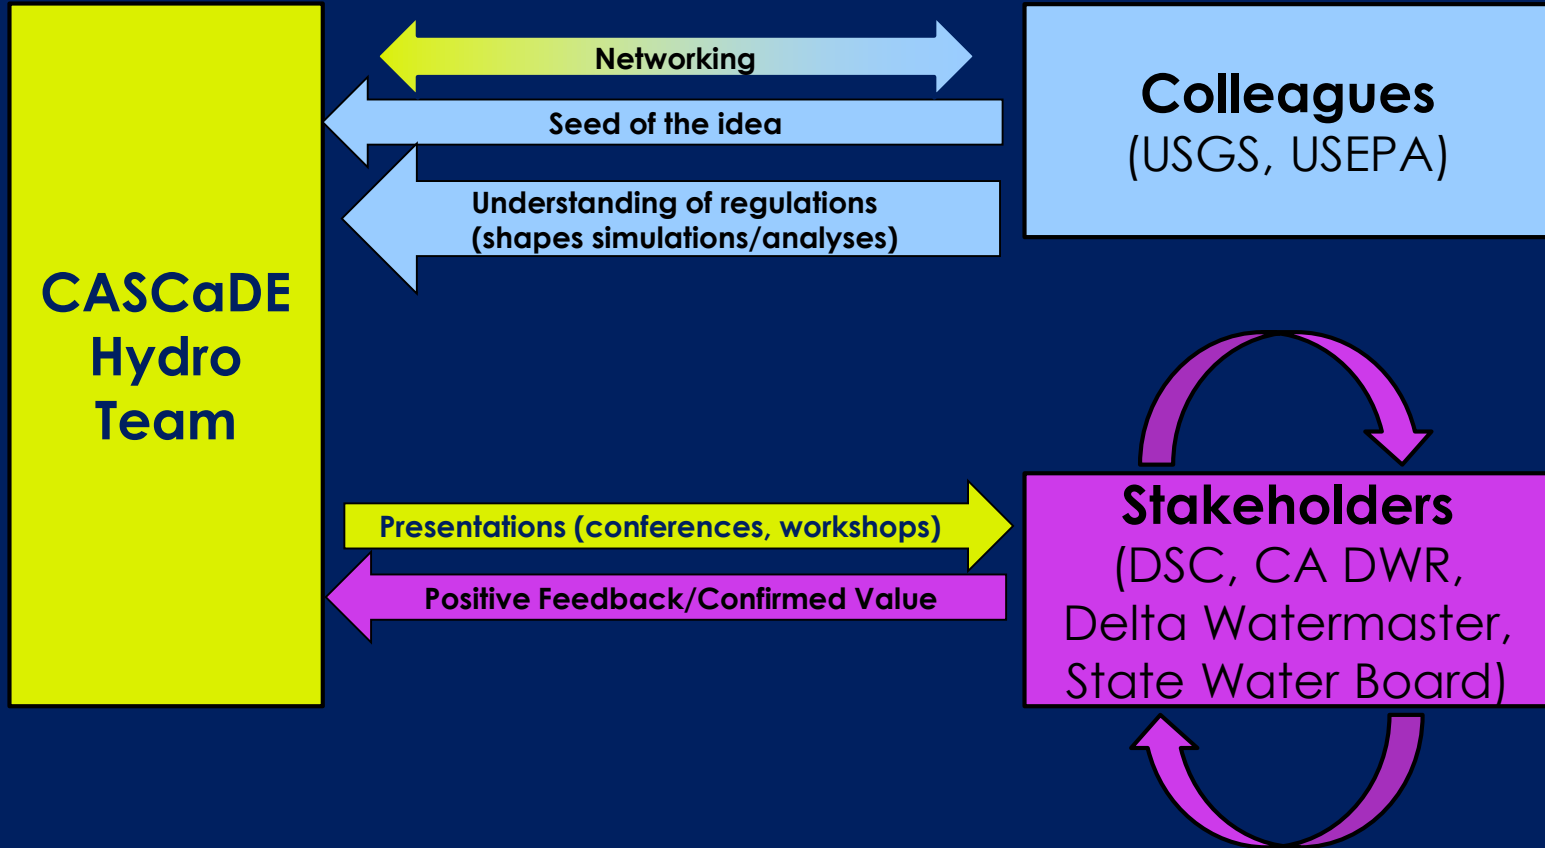 CASCaDE
Hydro
Team
Networking
Seed of the idea
Understanding of regulations
(shapes simulations/analyses)
Colleagues
(USGS, USEPA)
Presentations (conferences, workshops)
Positive Feedback/Confirmed Value
Stakeholders
(DSC, CA DWR,
Delta Watermaster,
State Water Board)